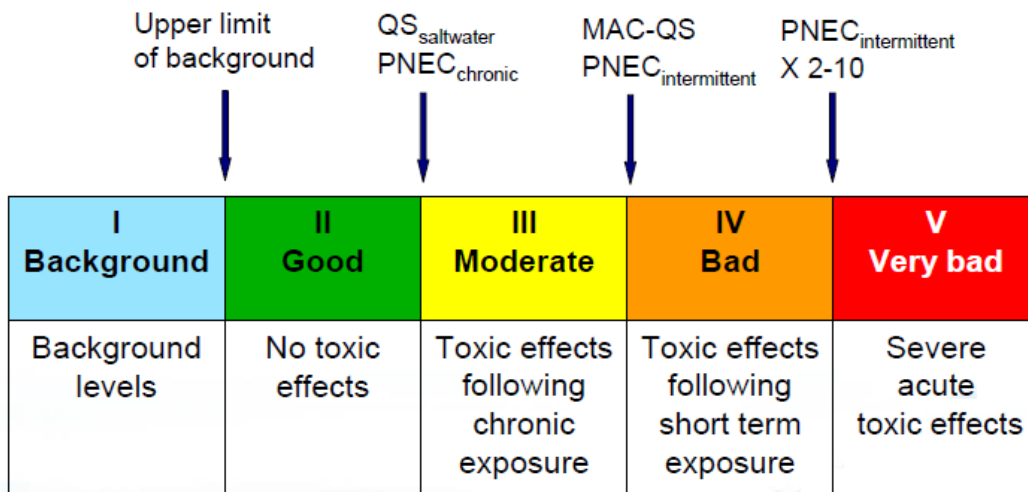 Upper limit
of background
QSsaltwater
PNECchronic
MAC-QS
PNECintermittent
PNECintermittent
X 2-10
I
Background
II
Good
III
Moderate
IV
Bad
V
Very bad
Background
levels
No toxic
effects
Toxic effects
following
chronic
exposure
Toxic effects
following
short term
exposure
Severe
acute
toxic effects